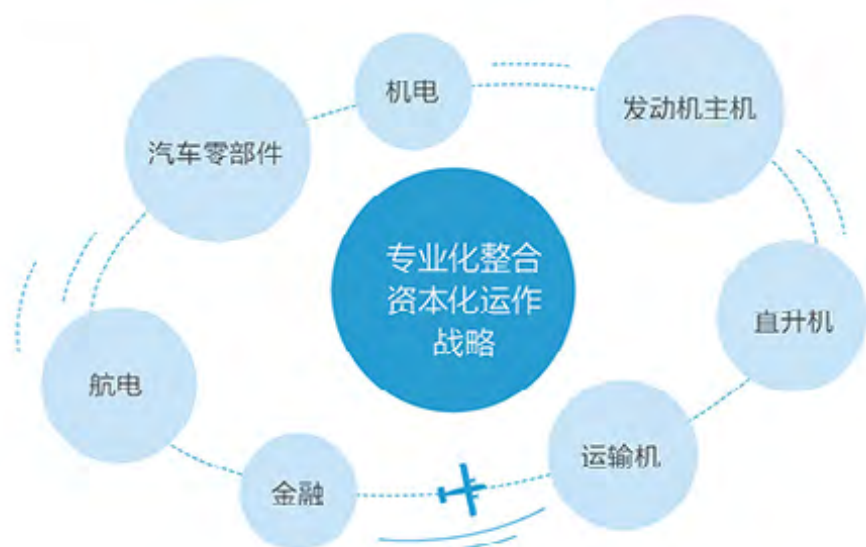 机电
发动机主机
汽车零部件
专业化整合
资本化运作
战略
直升机
航电
运输机
金融